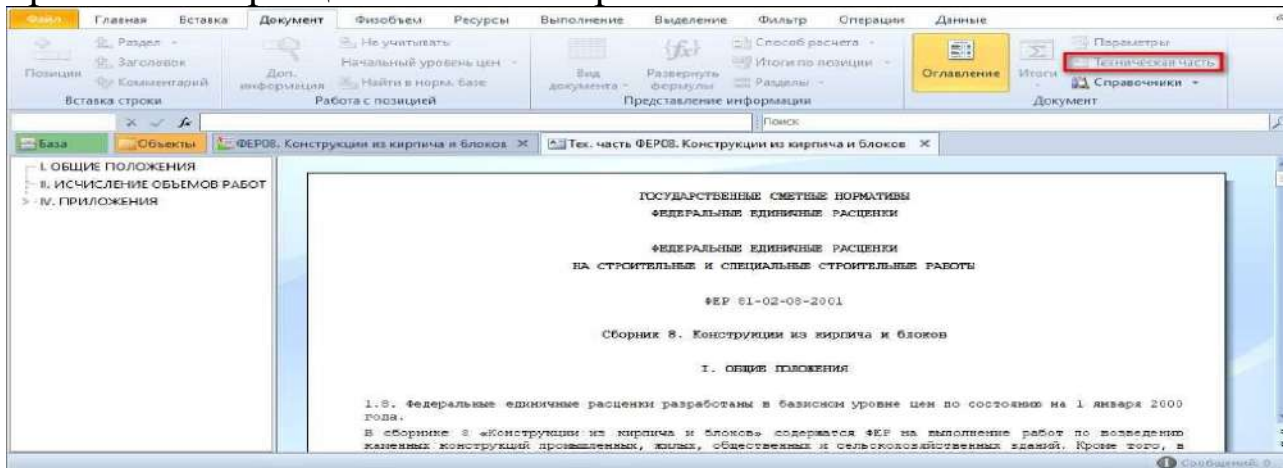 Файл Главная Вставка Документ Физобъем Ресурсы Выполнение Выделение Фильтр Операции Данные
Раздел Не учитывать Способ расчета Параметры
Заголовок Начальный уровень цен Итоги по позиции Техническая часть
Позиции Комментарий Доп. информация Найти в норм. базе Вид документа Развернуть формулы Разделы Оглавление Итоги Справочники
Вставка строки Работа с позицией Представление информации Документ
Поиск
База Объекты ФЕР08. Конструкции из кирпича и блоков Тех. часть ФЕР08. Конструкции из кирпича и блоков
I. ОБЩИЕ ПОЛОЖЕНИЯ
II. ИСЧИСЛЕНИЕ ОБЪЕМОВ РАБОТ
IV. ПРИЛОЖЕНИЯ
ГОСУДАРСТВЕННЫЕ СМЕТНЫЕ НОРМАТИВЫ
ФЕДЕРАЛЬНЫЕ ЕДИНИЧНЫЕ РАСЦЕНКИ
ФЕДЕРАЛЬНЫЕ ЕДИНИЧНЫЕ РАСЦЕНКИ
НА СТРОИТЕЛЬНЫЕ И СПЕЦИАЛЬНЫЕ СТРОИТЕЛЬНЫЕ РАБОТЫ
ФЕР 81-02-08-2001
Сборник 8. Конструкции из кирпича и блоков
I. ОБЩИЕ ПОЛОЖЕНИЯ
1.8. Федеральные единичные расценки разработаны в базисном уровне цен по состоянию на 1 января 2000
года.
В сборнике 8 «Конструкции из кирпича и блоков» содержатся ФЕР на выполнение работ по возведению
каменных конструкций промышленных, жилых, общественных и сельскохозяйственных зданий. Кроме того, в
Сообщений: 0